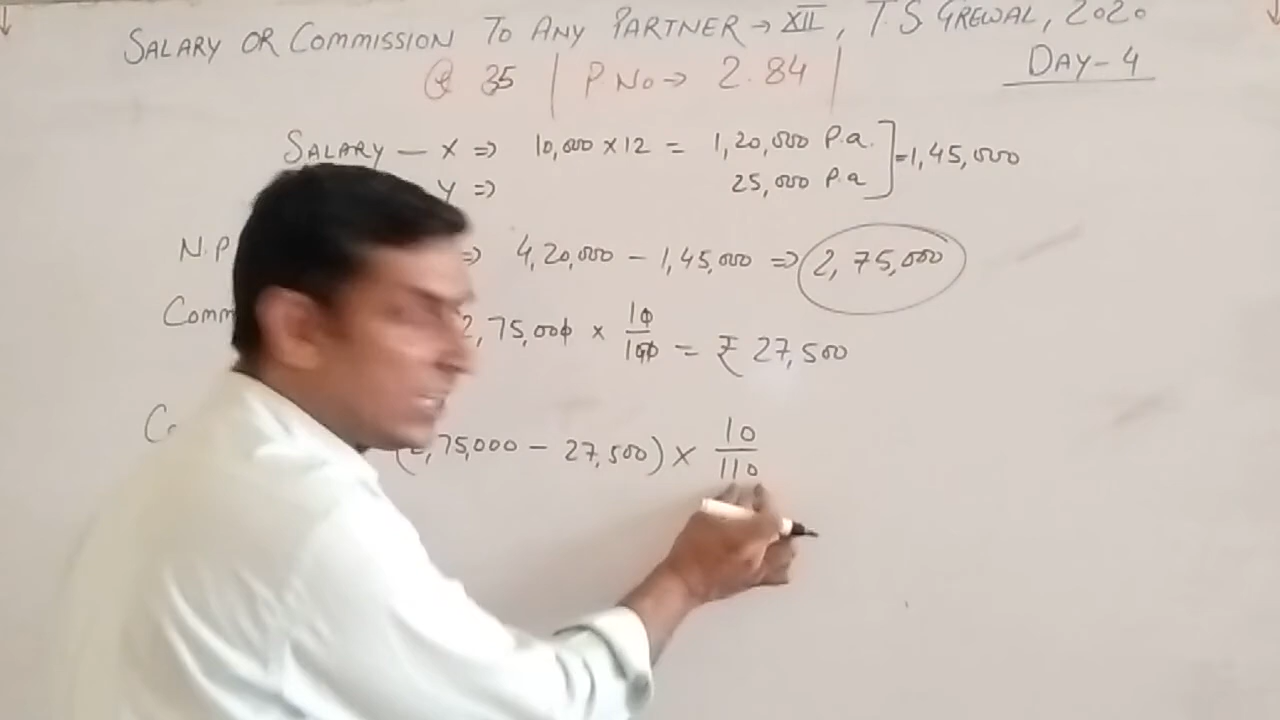 SALARY OR COMMISSION TO ANY PARTNER → XII, T.S GREWAL, 2020
Q 35 | P No → 2.84 | DAY-4
SALARY — X ⇒ 10,000 × 12 = 1,20,000 P.a. ] = 1,45,000
Y ⇒ 25,000 P.a
N.P ⇒ 4,20,000 - 1,45,000 ⇒ 2,75,000
Comm 2,75,000 × 10/100 = ₹ 27,500
75,000 - 27,500) × 10/110